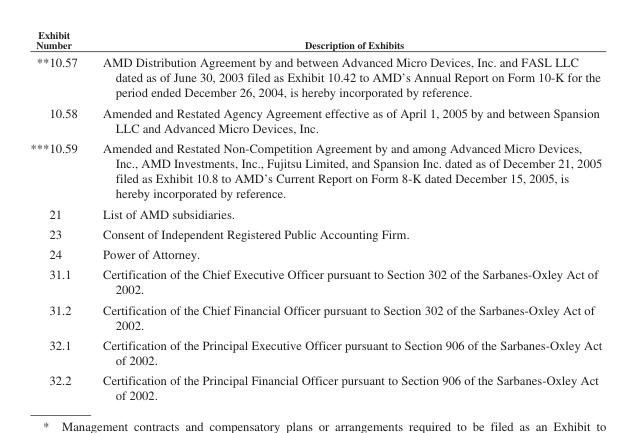 Exhibit
Number Description of Exhibits
**10.57 AMD Distribution Agreement by and between Advanced Micro Devices, Inc. and FASL LLC
dated as of June 30, 2003 filed as Exhibit 10.42 to AMD's Annual Report on Form 10-K for the
period ended December 26, 2004, is hereby incorporated by reference.
10.58 Amended and Restated Agency Agreement effective as of April 1, 2005 by and between Spansion
LLC and Advanced Micro Devices, Inc.
***10.59 Amended and Restated Non-Competition Agreement by and among Advanced Micro Devices,
Inc., AMD Investments, Inc., Fujitsu Limited, and Spansion Inc. dated as of December 21, 2005
filed as Exhibit 10.8 to AMD's Current Report on Form 8-K dated December 15, 2005, is
hereby incorporated by reference.
21 List of AMD subsidiaries.
23 Consent of Independent Registered Public Accounting Firm.
24 Power of Attorney.
31.1 Certification of the Chief Executive Officer pursuant to Section 302 of the Sarbanes-Oxley Act of
2002.
31.2 Certification of the Chief Financial Officer pursuant to Section 302 of the Sarbanes-Oxley Act of
2002.
32.1 Certification of the Principal Executive Officer pursuant to Section 906 of the Sarbanes-Oxley Act
of 2002.
32.2 Certification of the Principal Financial Officer pursuant to Section 906 of the Sarbanes-Oxley Act
of 2002.
* Management contracts and compensatory plans or arrangements required to be filed as an Exhibit to